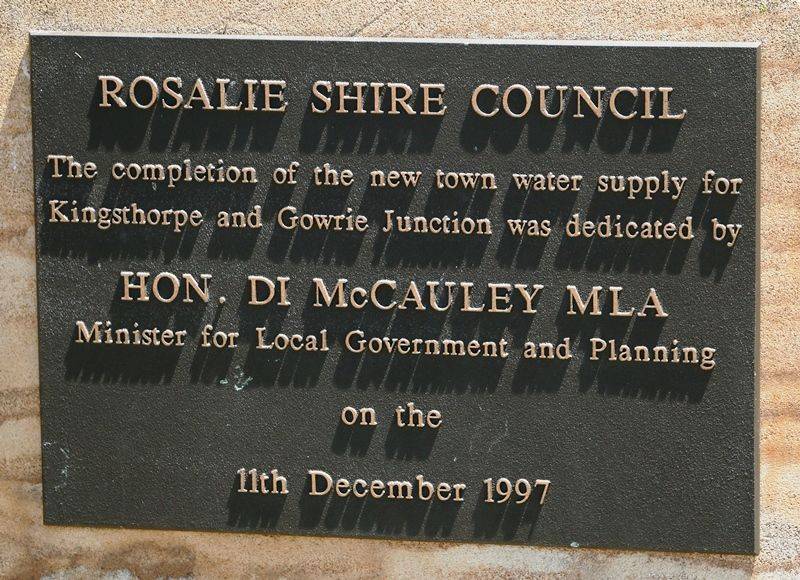 ROSALIE SHIRE COUNCIL
The completion of the new town water supply for
Kingsthorpe and Gowrie Junction was dedicated by
HON. DI McCAULEY MLA
Minister for Local Government and Planning
on the
11th December 1997